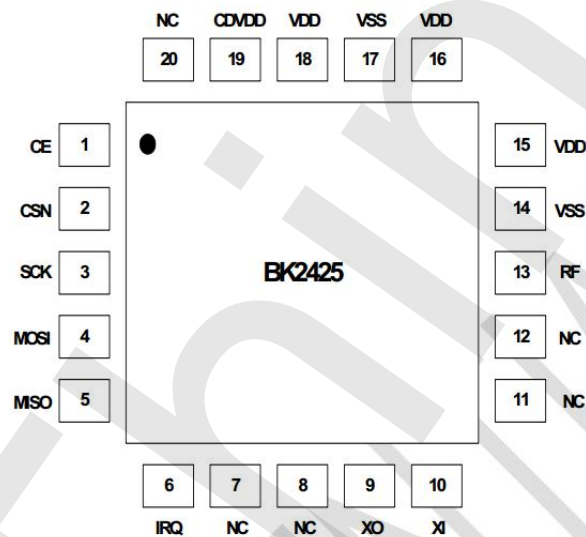 NC CDVDD VDD VSS VDD
20 19 18 17 16
CE 1 15 VDD
CSN 2 14 VSS
SCK 3 BK2425 13 RF
MOSI 4 12 NC
MISO 5 11 NC
6 7 8 9 10
IRQ NC NC XO XI